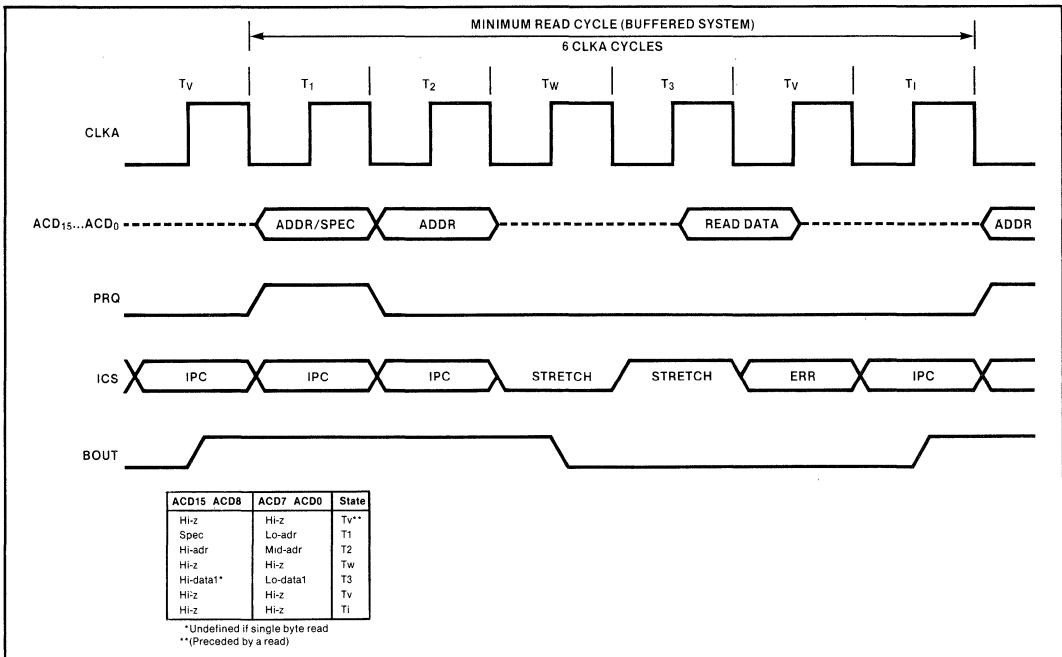 MINIMUM READ CYCLE (BUFFERED SYSTEM)
6 CLKA CYCLES
TV T1 T2 TW T3 TV TI
CLKA
ACD15...ACD0 ADDR/SPEC ADDR READ DATA ADDR
PRQ
ICS IPC IPC IPC STRETCH STRETCH ERR IPC
BOUT
ACD15 ACD8 ACD7 ACD0 State
Hi-z Hi-z Tv**
Spec Lo-adr T1
Hi-adr Mid-adr T2
Hi-z Hi-z Tw
Hi-data1* Lo-data1 T3
Hi-z Hi-z Tv
Hi-z Hi-z Ti
*Undefined if single byte read
**(Preceded by a read)